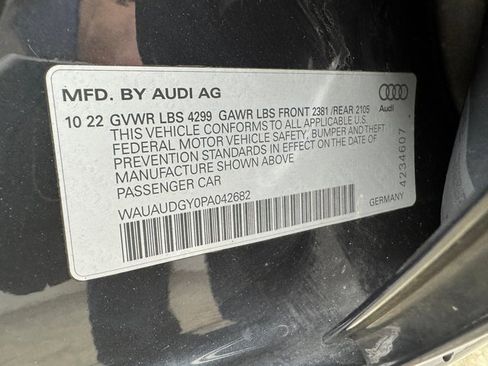 MFD. BY AUDI AG
Audi
10 22 GVWR LBS 4299 GAWR LBS FRONT 2381 /REAR 2105
THIS VEHICLE CONFORMS TO ALL APPLICABLE U.S.
FEDERAL MOTOR VEHICLE SAFETY, BUMPER AND THEFT
PREVENTION STANDARDS IN EFFECT ON THE DATE OF
MANUFACTURE SHOWN ABOVE
PASSENGER CAR
WAUAUDGY0PA042682
GERMANY
4234607